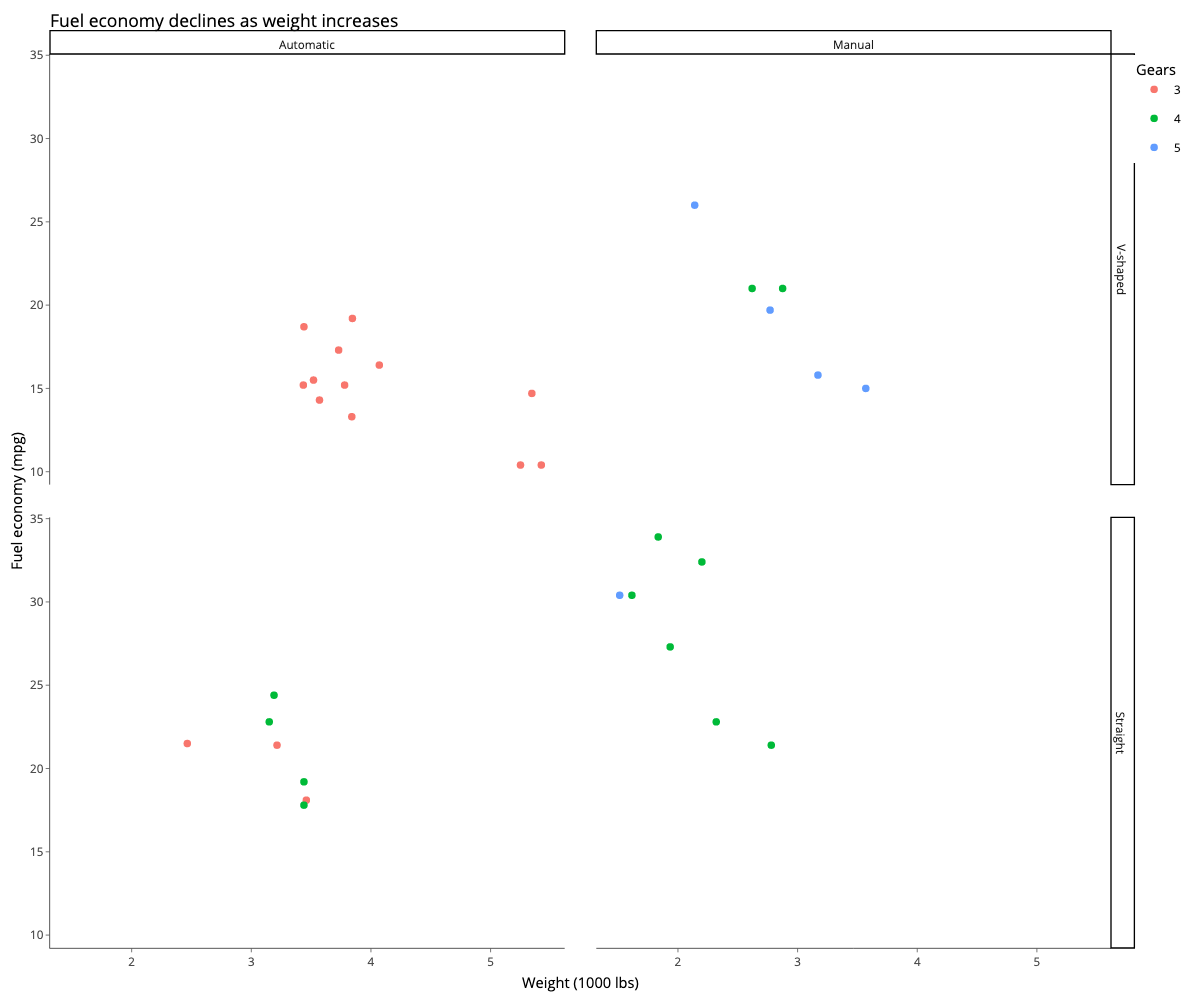 Fuel economy declines as weight increases
Automatic
Manual
Gears
3
4
5
V-shaped
Straight
Fuel economy (mpg)
35
30
25
20
15
10
35
30
25
20
15
10
2 3 4 5
2 3 4 5
Weight (1000 lbs)